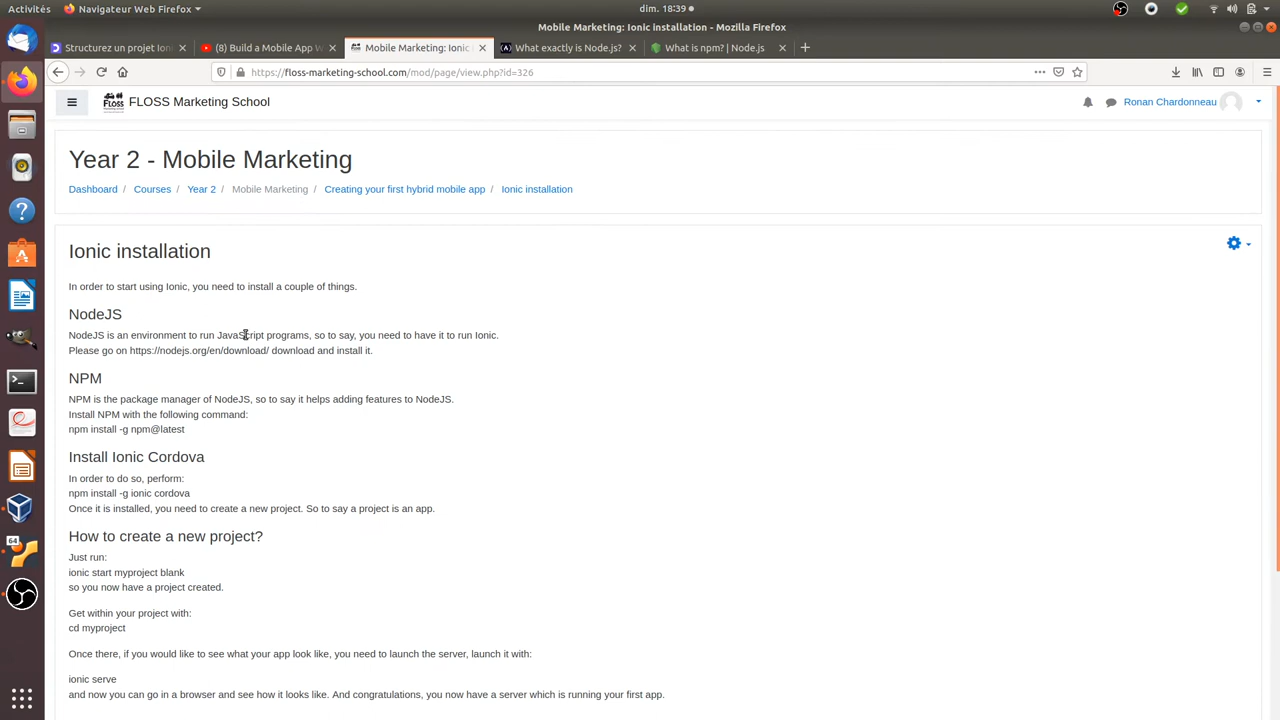 Activités
Navigateur Web Firefox
dim. 18:39
Mobile Marketing: Ionic installation - Mozilla Firefox
Structurez un projet Ioni
(8) Build a Mobile App W
Mobile Marketing: Ionic
What exactly is Node.js?
What is npm? | Node.js
https://floss-marketing-school.com/mod/page/view.php?id=326
FLOSS
FLOSS Marketing School
Ronan Chardonneau
Year 2 - Mobile Marketing
Dashboard / Courses / Year 2 / Mobile Marketing / Creating your first hybrid mobile app / Ionic installation
Ionic installation
In order to start using Ionic, you need to install a couple of things.
NodeJS
NodeJS is an environment to run JavaScript programs, so to say, you need to have it to run Ionic.
Please go on https://nodejs.org/en/download/ download and install it.
NPM
NPM is the package manager of NodeJS, so to say it helps adding features to NodeJS.
Install NPM with the following command:
npm install -g npm@latest
Install Ionic Cordova
In order to do so, perform:
npm install -g ionic cordova
Once it is installed, you need to create a new project. So to say a project is an app.
How to create a new project?
Just run:
ionic start myproject blank
so you now have a project created.
Get within your project with:
cd myproject
Once there, if you would like to see what your app look like, you need to launch the server, launch it with:
ionic serve
and now you can go in a browser and see how it looks like. And congratulations, you now have a server which is running your first app.
64